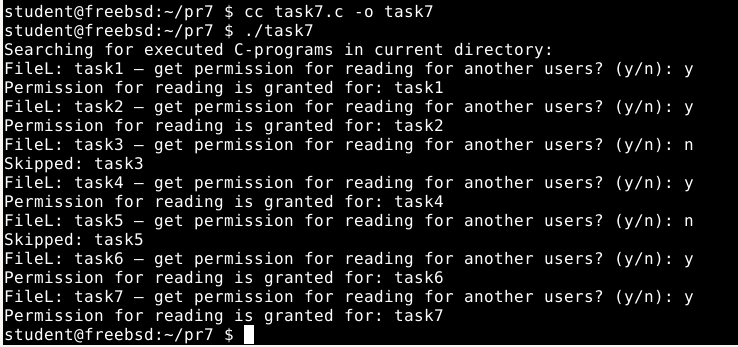 student@freebsd:~/pr7 $ cc task7.c -o task7
student@freebsd:~/pr7 $ ./task7
Searching for executed C-programs in current directory:
FileL: task1 — get permission for reading for another users? (y/n): y
Permission for reading is granted for: task1
FileL: task2 — get permission for reading for another users? (y/n): y
Permission for reading is granted for: task2
FileL: task3 — get permission for reading for another users? (y/n): n
Skipped: task3
FileL: task4 — get permission for reading for another users? (y/n): y
Permission for reading is granted for: task4
FileL: task5 — get permission for reading for another users? (y/n): n
Skipped: task5
FileL: task6 — get permission for reading for another users? (y/n): y
Permission for reading is granted for: task6
FileL: task7 — get permission for reading for another users? (y/n): y
Permission for reading is granted for: task7
student@freebsd:~/pr7 $